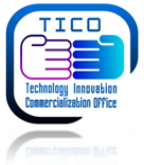 TICO
Technology Innovation
Commercialization Office